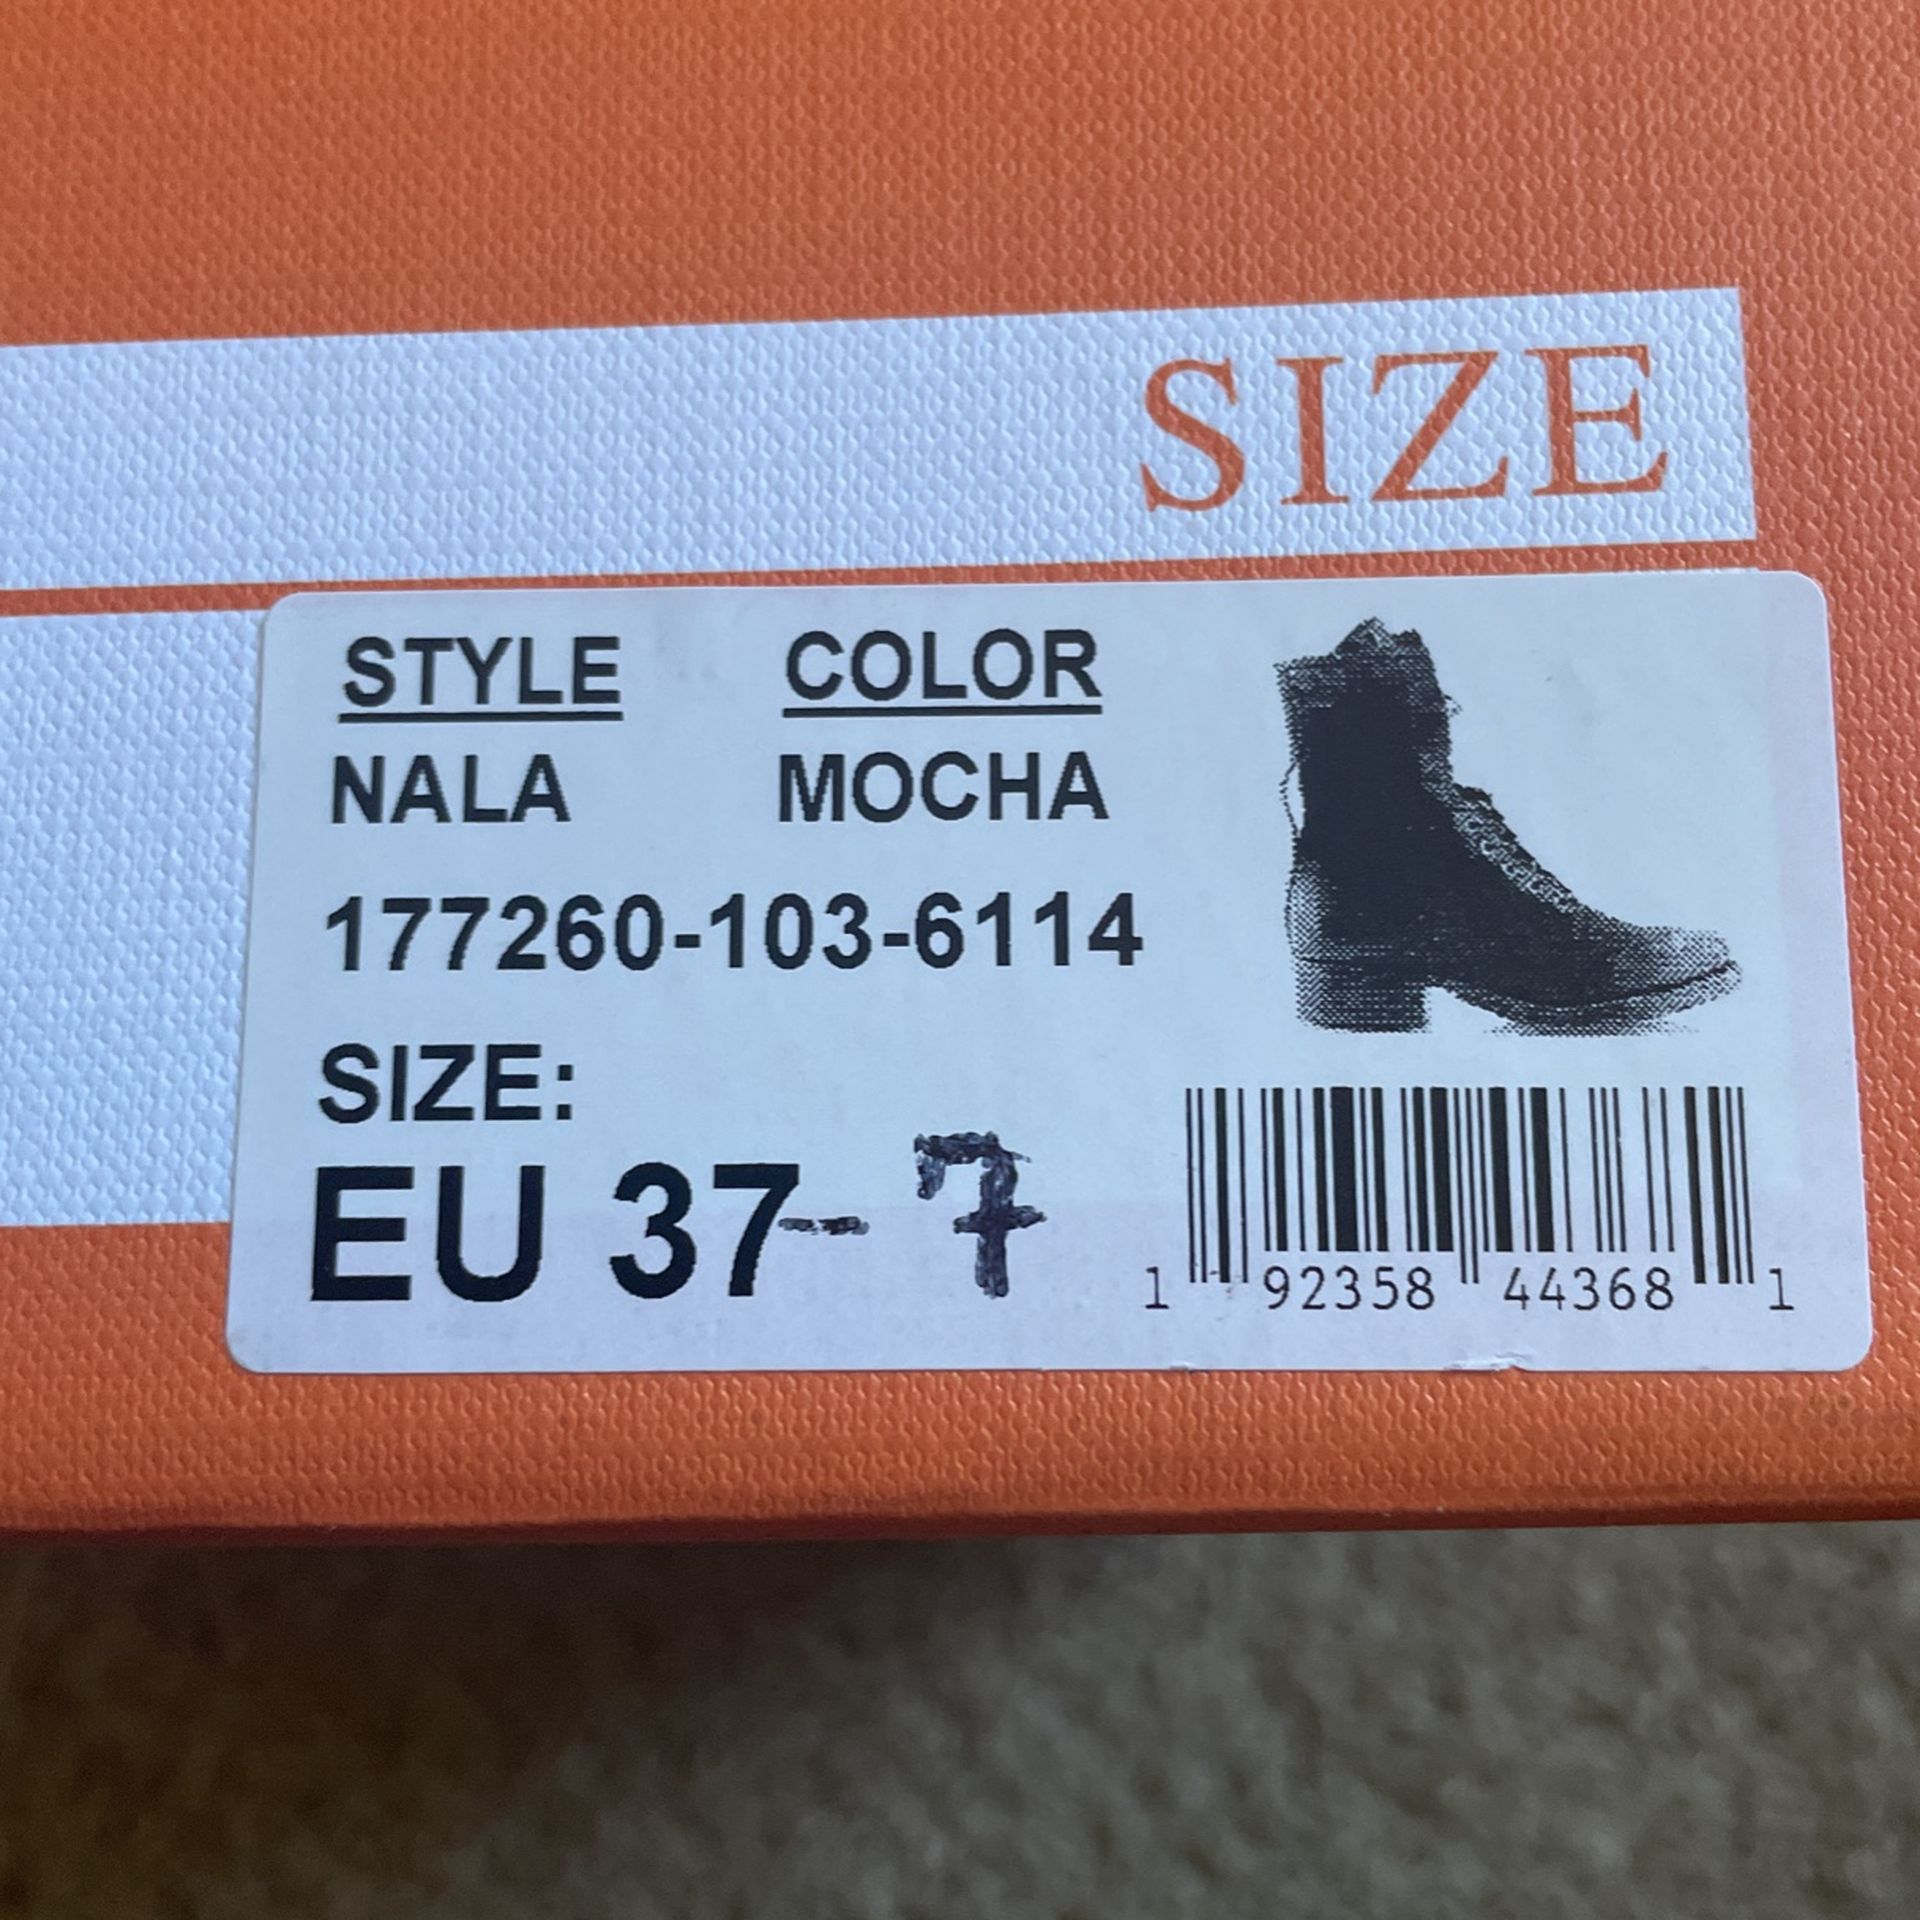 SIZE
STYLE COLOR
NALA MOCHA
177260-103-6114
SIZE:
EU 37 - 7
1 92358 44368 1